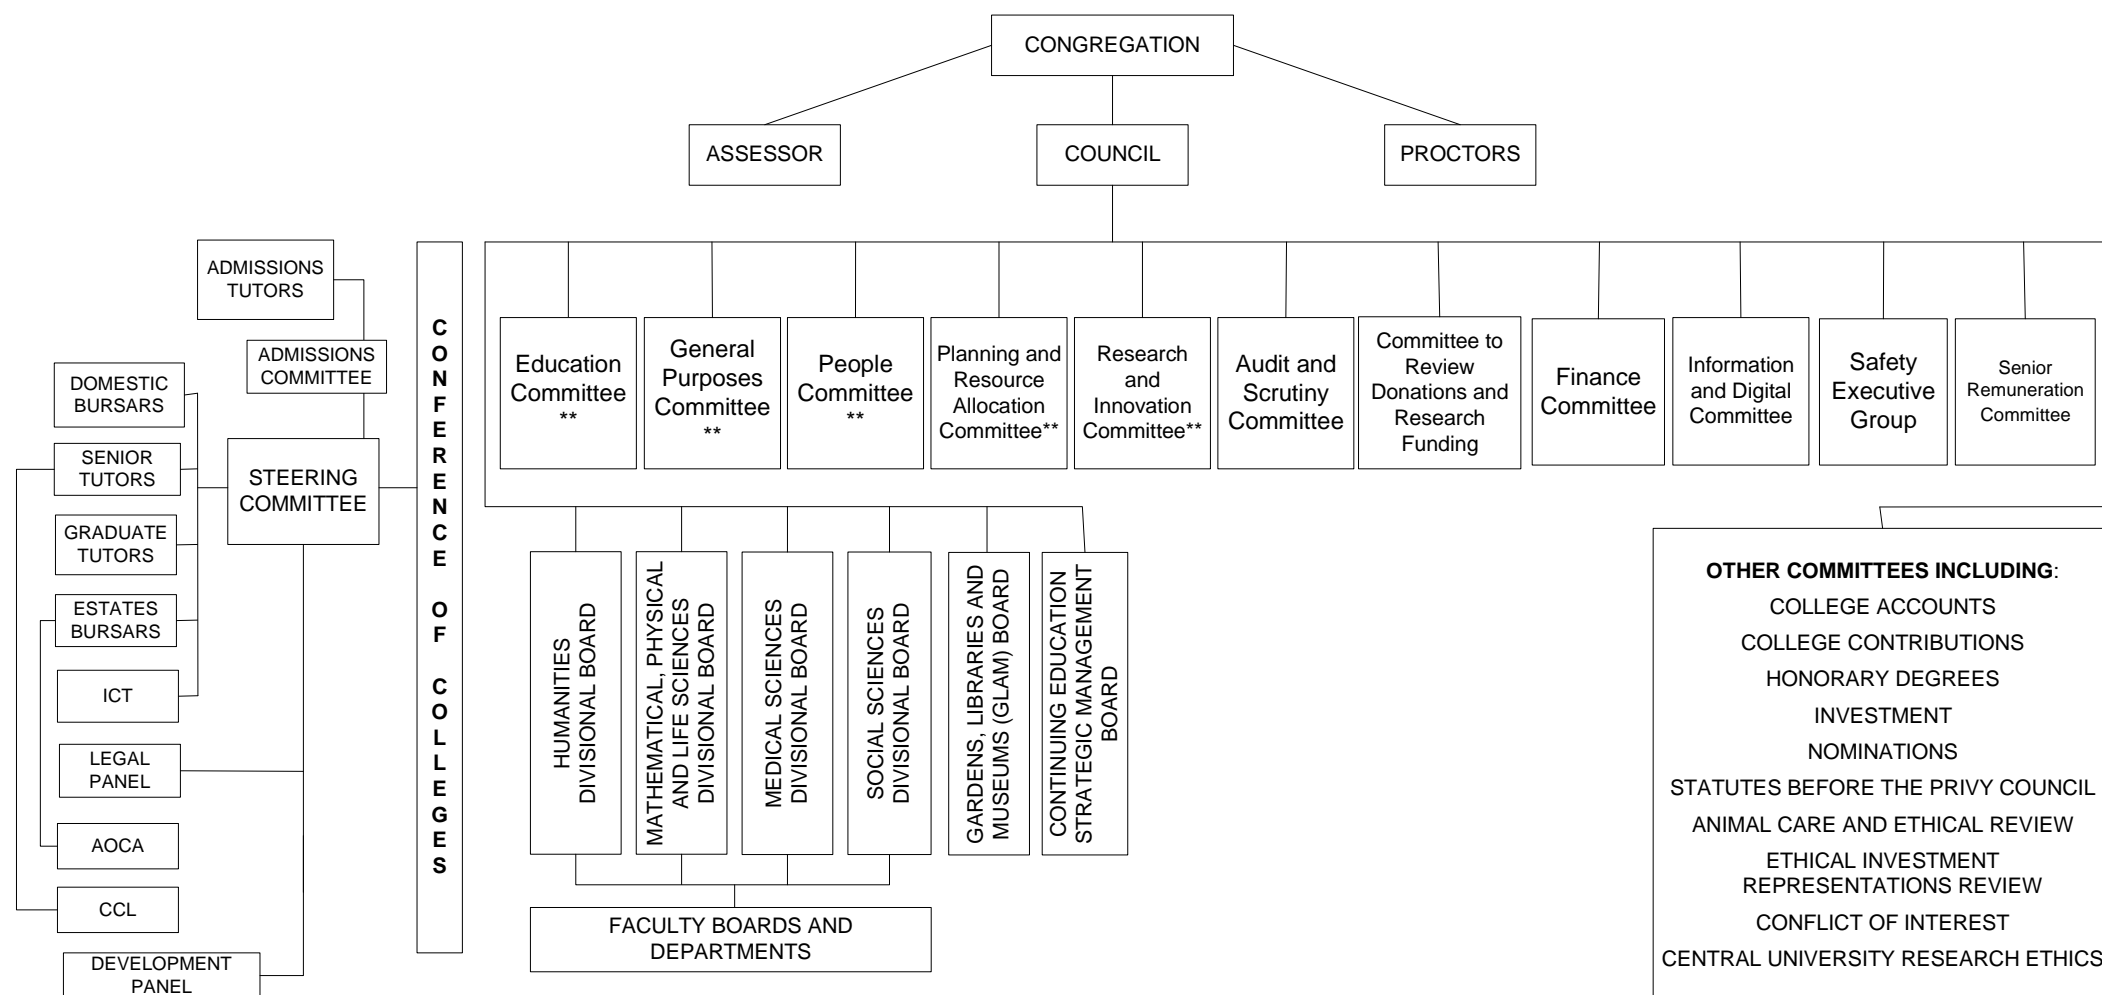 CONGREGATION
ASSESSOR
COUNCIL
PROCTORS
ADMISSIONS
TUTORS
ADMISSIONS
COMMITTEE
DOMESTIC
BURSARS
SENIOR
TUTORS
GRADUATE
TUTORS
ESTATES
BURSARS
ICT
LEGAL
PANEL
AOCA
CCL
DEVELOPMENT
PANEL
STEERING
COMMITTEE
CONFERENCE OF COLLEGES
Education
Committee
**
General
Purposes
Committee
**
People
Committee
**
Planning and
Resource
Allocation
Committee**
Research
and
Innovation
Committee**
Audit and
Scrutiny
Committee
Committee to
Review
Donations and
Research
Funding
Finance
Committee
Information
and Digital
Committee
Safety
Executive
Group
Senior
Remuneration
Committee
HUMANITIES
DIVISIONAL BOARD
MATHEMATICAL, PHYSICAL
AND LIFE SCIENCES
DIVISIONAL BOARD
MEDICAL SCIENCES
DIVISIONAL BOARD
SOCIAL SCIENCES
DIVISIONAL BOARD
GARDENS, LIBRARIES AND
MUSEUMS (GLAM) BOARD
CONTINUING EDUCATION
STRATEGIC MANAGEMENT
BOARD
FACULTY BOARDS AND
DEPARTMENTS
OTHER COMMITTEES INCLUDING:
COLLEGE ACCOUNTS
COLLEGE CONTRIBUTIONS
HONORARY DEGREES
INVESTMENT
NOMINATIONS
STATUTES BEFORE THE PRIVY COUNCIL
ANIMAL CARE AND ETHICAL REVIEW
ETHICAL INVESTMENT
REPRESENTATIONS REVIEW
CONFLICT OF INTEREST
CENTRAL UNIVERSITY RESEARCH ETHICS